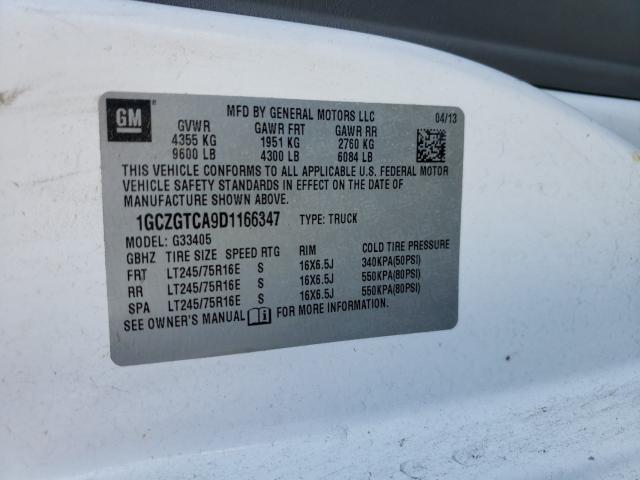 GM
MFD BY GENERAL MOTORS LLC 04/13
GVWR GAWR FRT GAWR RR
4355 KG 1951 KG 2760 KG
9600 LB 4300 LB 6084 LB
THIS VEHICLE CONFORMS TO ALL APPLICABLE U.S. FEDERAL MOTOR
VEHICLE SAFETY STANDARDS IN EFFECT ON THE DATE OF
MANUFACTURE SHOWN ABOVE.
1GCZGTCA9D1166347 TYPE: TRUCK
MODEL: G33405
GBHZ TIRE SIZE SPEED RTG RIM COLD TIRE PRESSURE
FRT LT245/75R16E S 16X6.5J 340KPA(50PSI)
RR LT245/75R16E S 16X6.5J 550KPA(80PSI)
SPA LT245/75R16E S 16X6.5J 550KPA(80PSI)
SEE OWNER'S MANUAL FOR MORE INFORMATION.